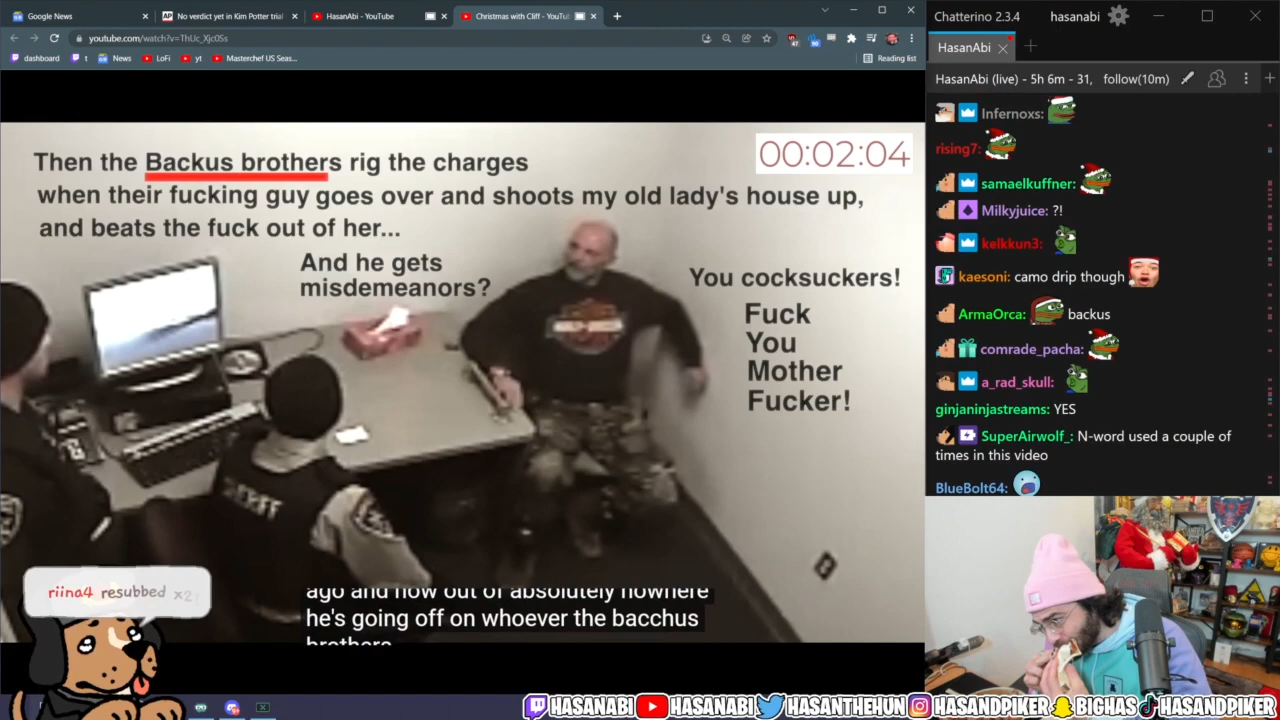 Google News
No verdict yet in Kim Potter trial
HasanAbi - YouTube
Christmas with Cliff - YouTu
youtube.com/watch?v=ThUc_Xjc0Ss
dashboard
t
News
LoFi
yt
Masterchef US Seas...
Reading list
Then the Backus brothers rig the charges
when their fucking guy goes over and shoots my old lady's house up,
and beats the fuck out of her...
00:02:04
And he gets
misdemeanors?
You cocksuckers!
Fuck
You
Mother
Fucker!
ago and now out of absolutely nowhere
he's going off on whoever the bacchus
brothers
riina4 resubbed
Chatterino 2.3.4
hasanabi
HasanAbi
HasanAbi (live) - 5h 6m - 31, follow(10m)
Infernoxs:
rising7:
samaelkuffner:
Milkyjuice: ?!
kelkkun3:
kaesoni: camo drip though
ArmaOrca: backus
comrade_pacha:
a_rad_skull:
ginjaninjastreams: YES
SuperAirwolf_: N-word used a couple of
times in this video
BlueBolt64:
HASANABI HASANABI HASANTHEHUN HASANDPIKER BIGHAS HASANDPIKER